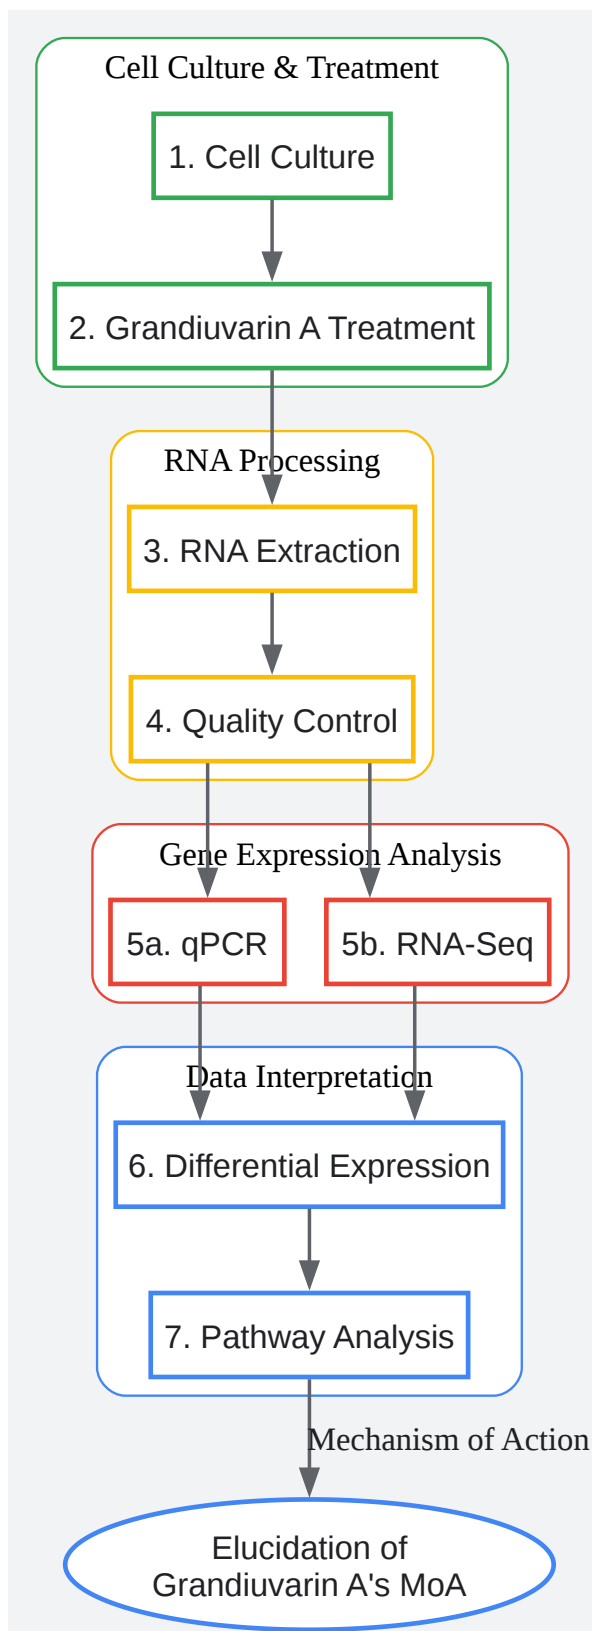 Cell Culture & Treatment
1. Cell Culture
2. Grandiuvarin A Treatment
RNA Processing
3. RNA Extraction
4. Quality Control
Gene Expression Analysis
5a. qPCR
5b. RNA-Seq
Data Interpretation
6. Differential Expression
7. Pathway Analysis
Mechanism of Action
Elucidation of
Grandiuvarin A's MoA